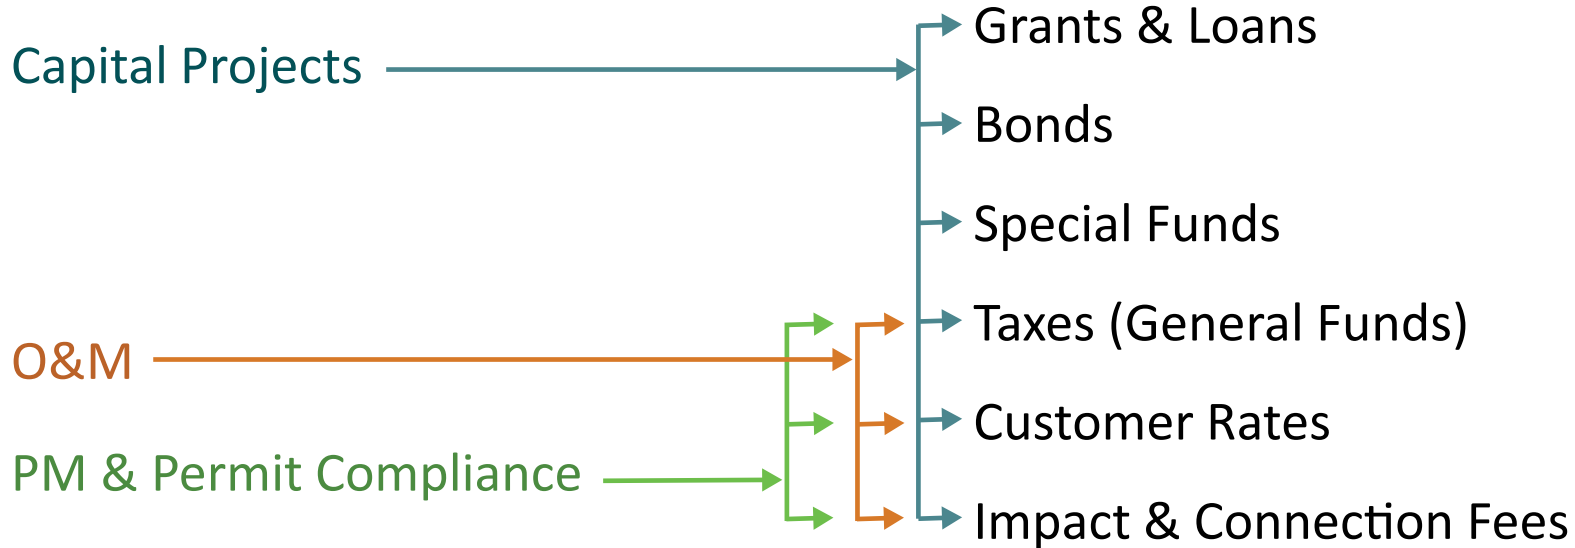 Grants & Loans
Capital Projects
Bonds
Special Funds
Taxes (General Funds)
O&M
Customer Rates
PM & Permit Compliance
Impact & Connection Fees